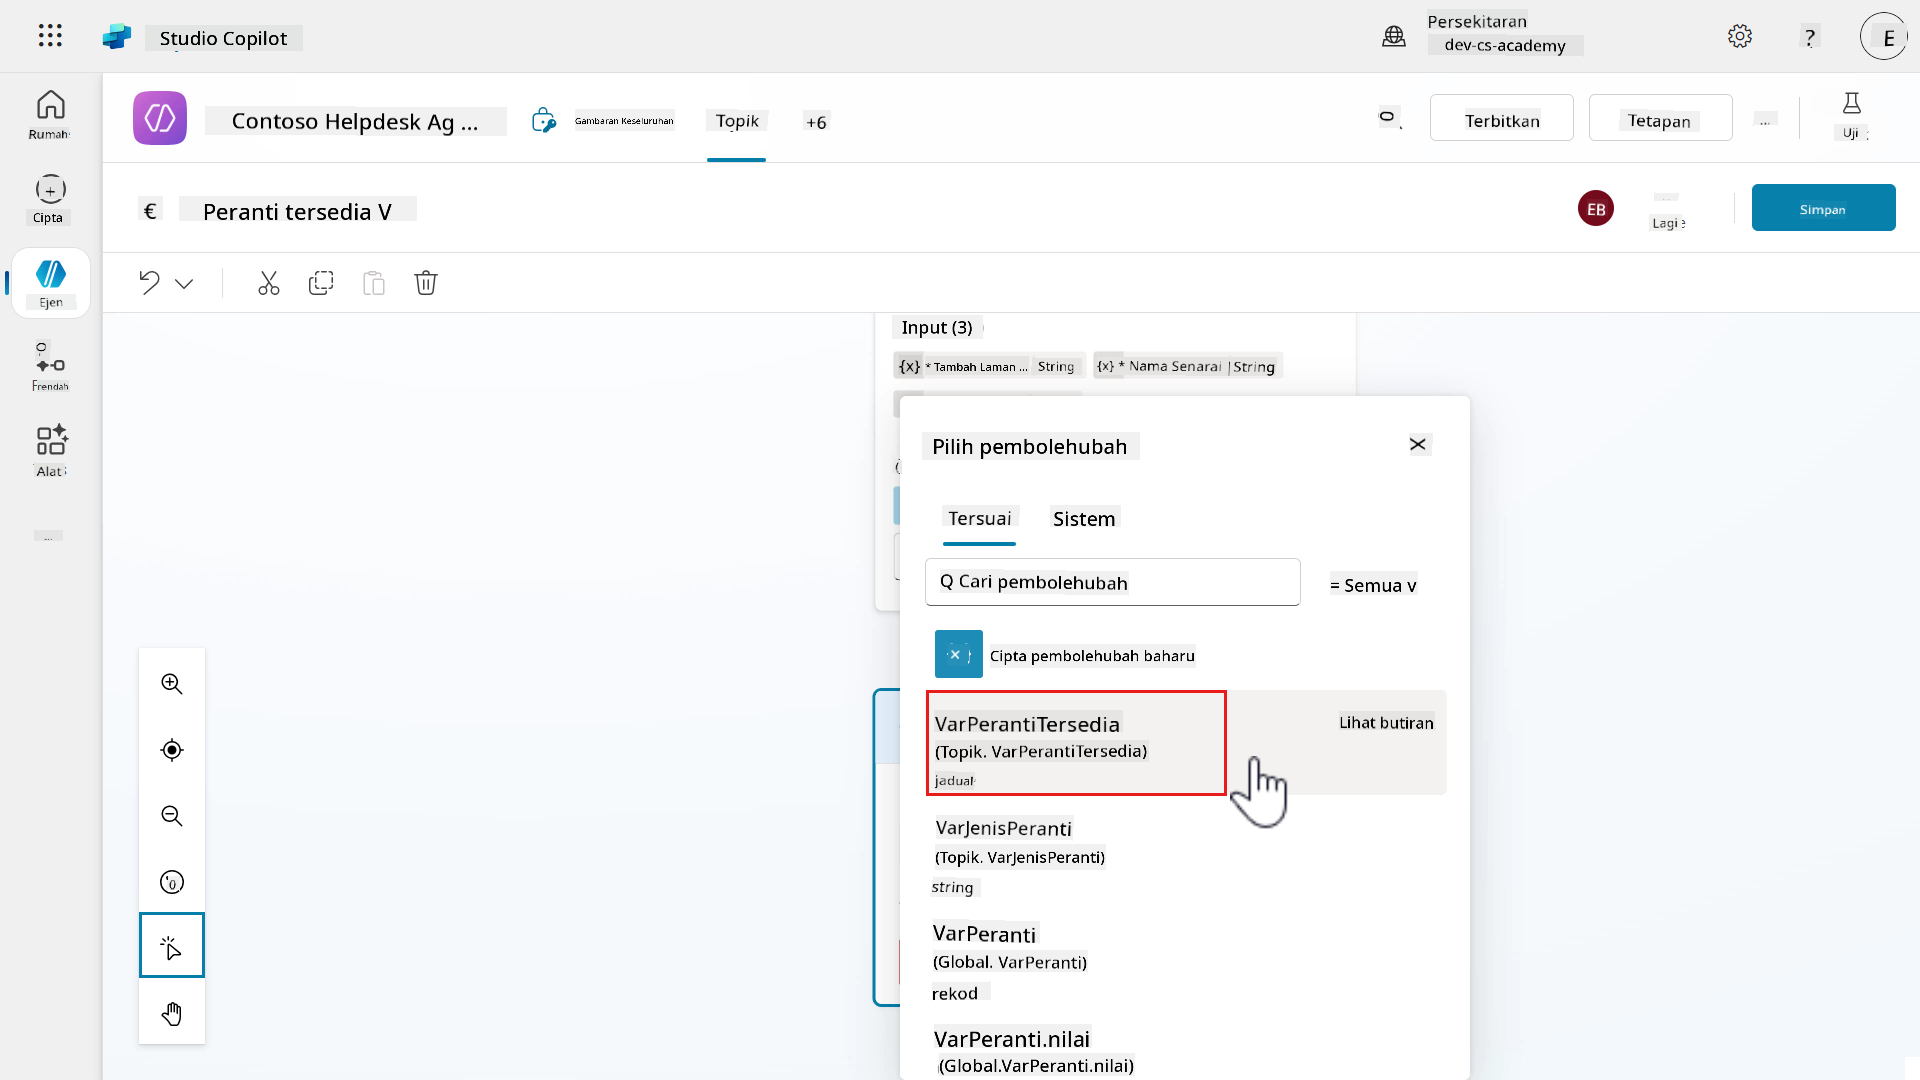 Studio Copilot
Persekitaran
dev-cs-academy
?
E
Rumah
Cipta
Ejen
Frendah
Alat
...
Contoso Helpdesk Ag ...
Gambaran Keseluruhan
Topik
+6
Terbitkan
Tetapan
...
Uji
€
Peranti tersedia V
EB
Lagi
Simpan
Input (3)
{x} * Tambah Laman ... String
{x} * Nama Senarai | String
Pilih pembolehubah
Tersuai
Sistem
Q Cari pembolehubah
= Semua v
Cipta pembolehubah baharu
VarPerantiTersedia
(Topik. VarPerantiTersedia)
jadual
Lihat butiran
VarJenisPeranti
(Topik. VarJenisPeranti)
string
VarPeranti
(Global. VarPeranti)
rekod
VarPeranti.nilai
(Global.VarPeranti.nilai)